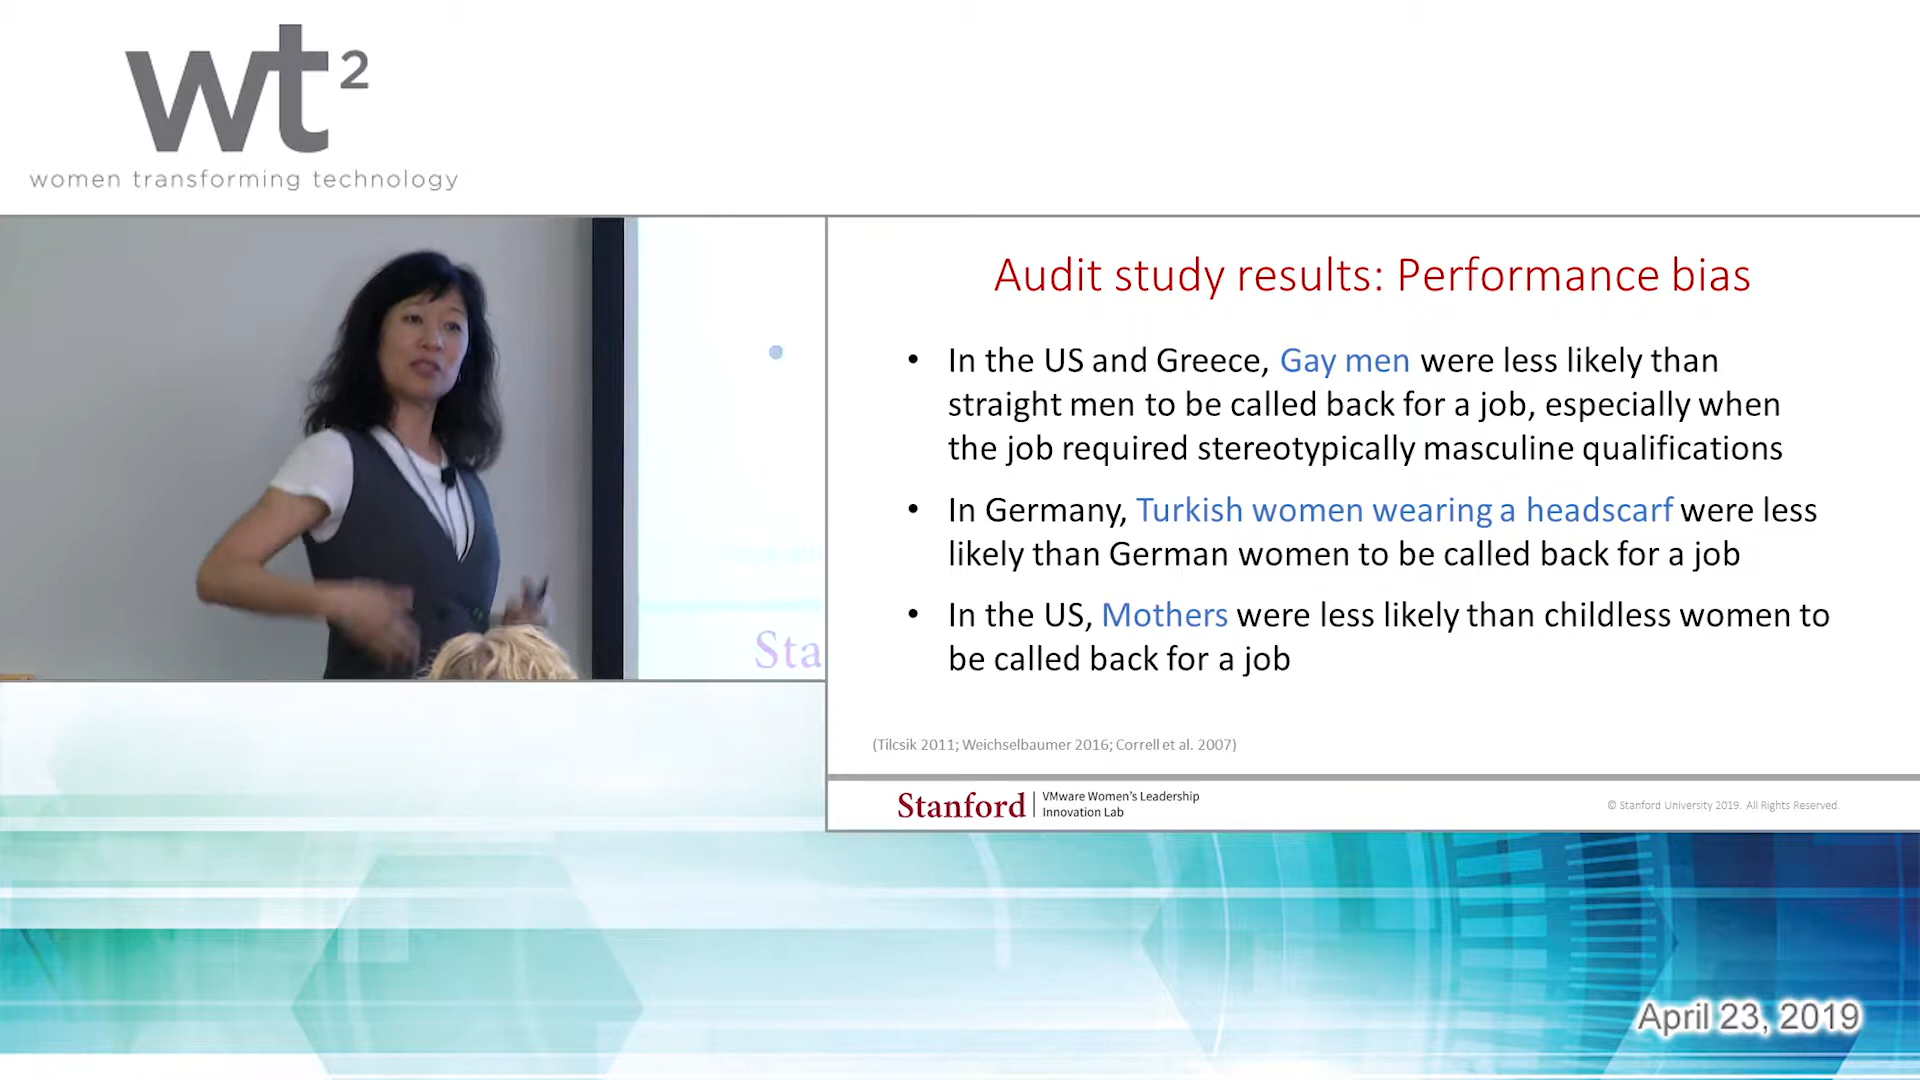 wt²
women transforming technology
Audit study results: Performance bias
• In the US and Greece, Gay men were less likely than
straight men to be called back for a job, especially when
the job required stereotypically masculine qualifications
• In Germany, Turkish women wearing a headscarf were less
likely than German women to be called back for a job
• In the US, Mothers were less likely than childless women to
be called back for a job
Sta
(Tilcsik 2011; Weichselbaumer 2016; Correll et al. 2007)
Stanford | VMware Women's Leadership
Innovation Lab
© Stanford University 2019. All Rights Reserved.
April 23, 2019